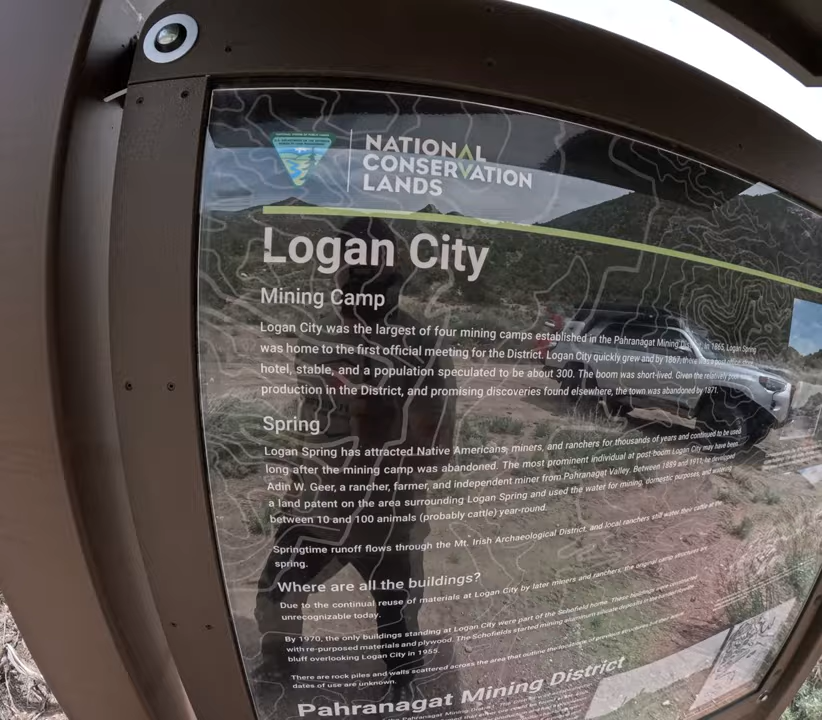 NATIONAL
CONSERVATION
LANDS
Logan City
Mining Camp
Logan City was the largest of four mining camps established in the Pahranagat Mining District, in 1865. Logan Spring
was home to the first official meeting for the District. Logan City quickly grew and by 1867,
hotel, stable, and a population speculated to be about 300. The boom was short-lived. Given the relatively
production in the District, and promising discoveries found elsewhere, the town was abandoned by 1871.
Spring
Logan Spring has attracted Native Americans, miners, and ranchers for thousands of years and continued to be used
long after the mining camp was abandoned. The most prominent individual at post boom Logan City may have been
Adin W. Geer, a rancher, farmer, and independent miner from Pahranagat Valley. Between 1889 and 1911, he developed
a land patent on the area surrounding Logan Spring and used the water for mining, domestic purposes, and watering
between 10 and 100 animals (probably cattle) year-round.
Springtime runoff flows through the Mt. Irish Archaeological District, and local ranchers still water their cattle at the
spring.
Where are all the buildings?
Due to the continual reuse of materials at Logan City by later miners and ranchers, the original camp structures are
unrecognizable today.
By 1970, the only buildings standing at Logan City were part of the Schofield home. These buildings were constructed
with re-purposed materials and plywood. The Schofields started mining
bluff overlooking Logan City in 1955.
There are rock piles and walls scattered across the area that outline the locations of previous structures
dates of use are unknown.
Pahranagat Mining District